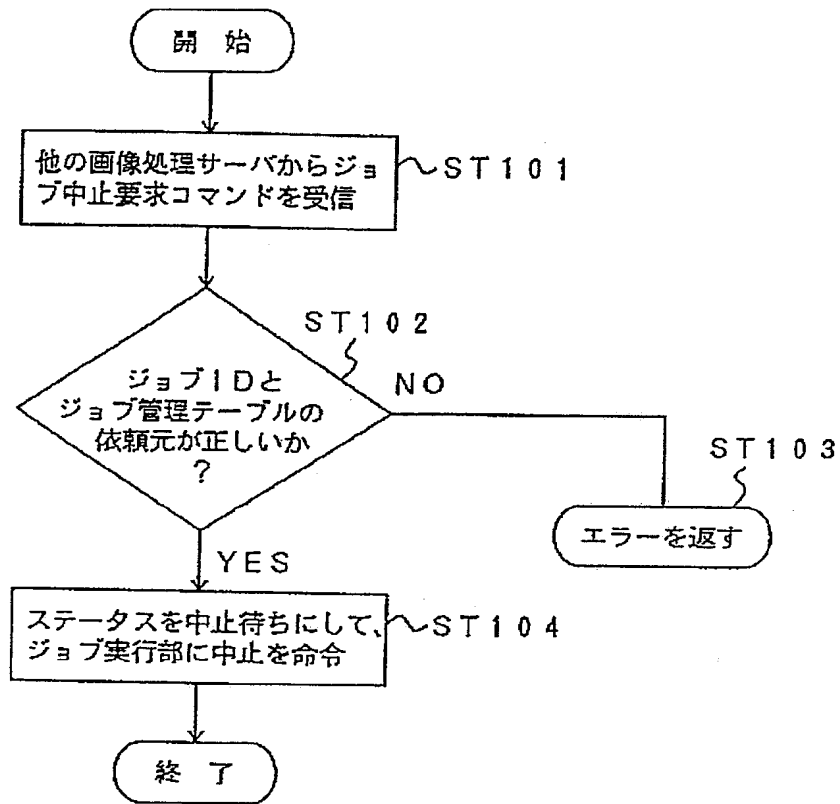 開 始
他の画像処理サーバからジョ
ブ中止要求コマンドを受信
ST101
ST102
ジョブIDと
ジョブ管理テーブルの
依頼元が正しいか
?
NO
ST103
エラーを返す
YES
ステータスを中止待ちにして、
ジョブ実行部に中止を命令
ST104
終 了